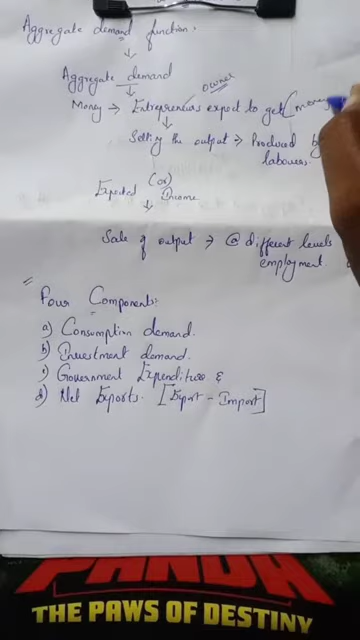 Aggregate demand function.
↓
Aggregate demand
↓
owner
Money → Entrepreneurs expect to get [money
↓
Selling the output → Produced by
labours.
(or)
Expected Income
↓
Sale of output → @ different levels
employment
Four Components:
a) Consumption demand.
b) Investment demand.
c) Government Expenditure &
d) Net Exports. [Export - Import]
PANDA
THE PAWS OF DESTINY